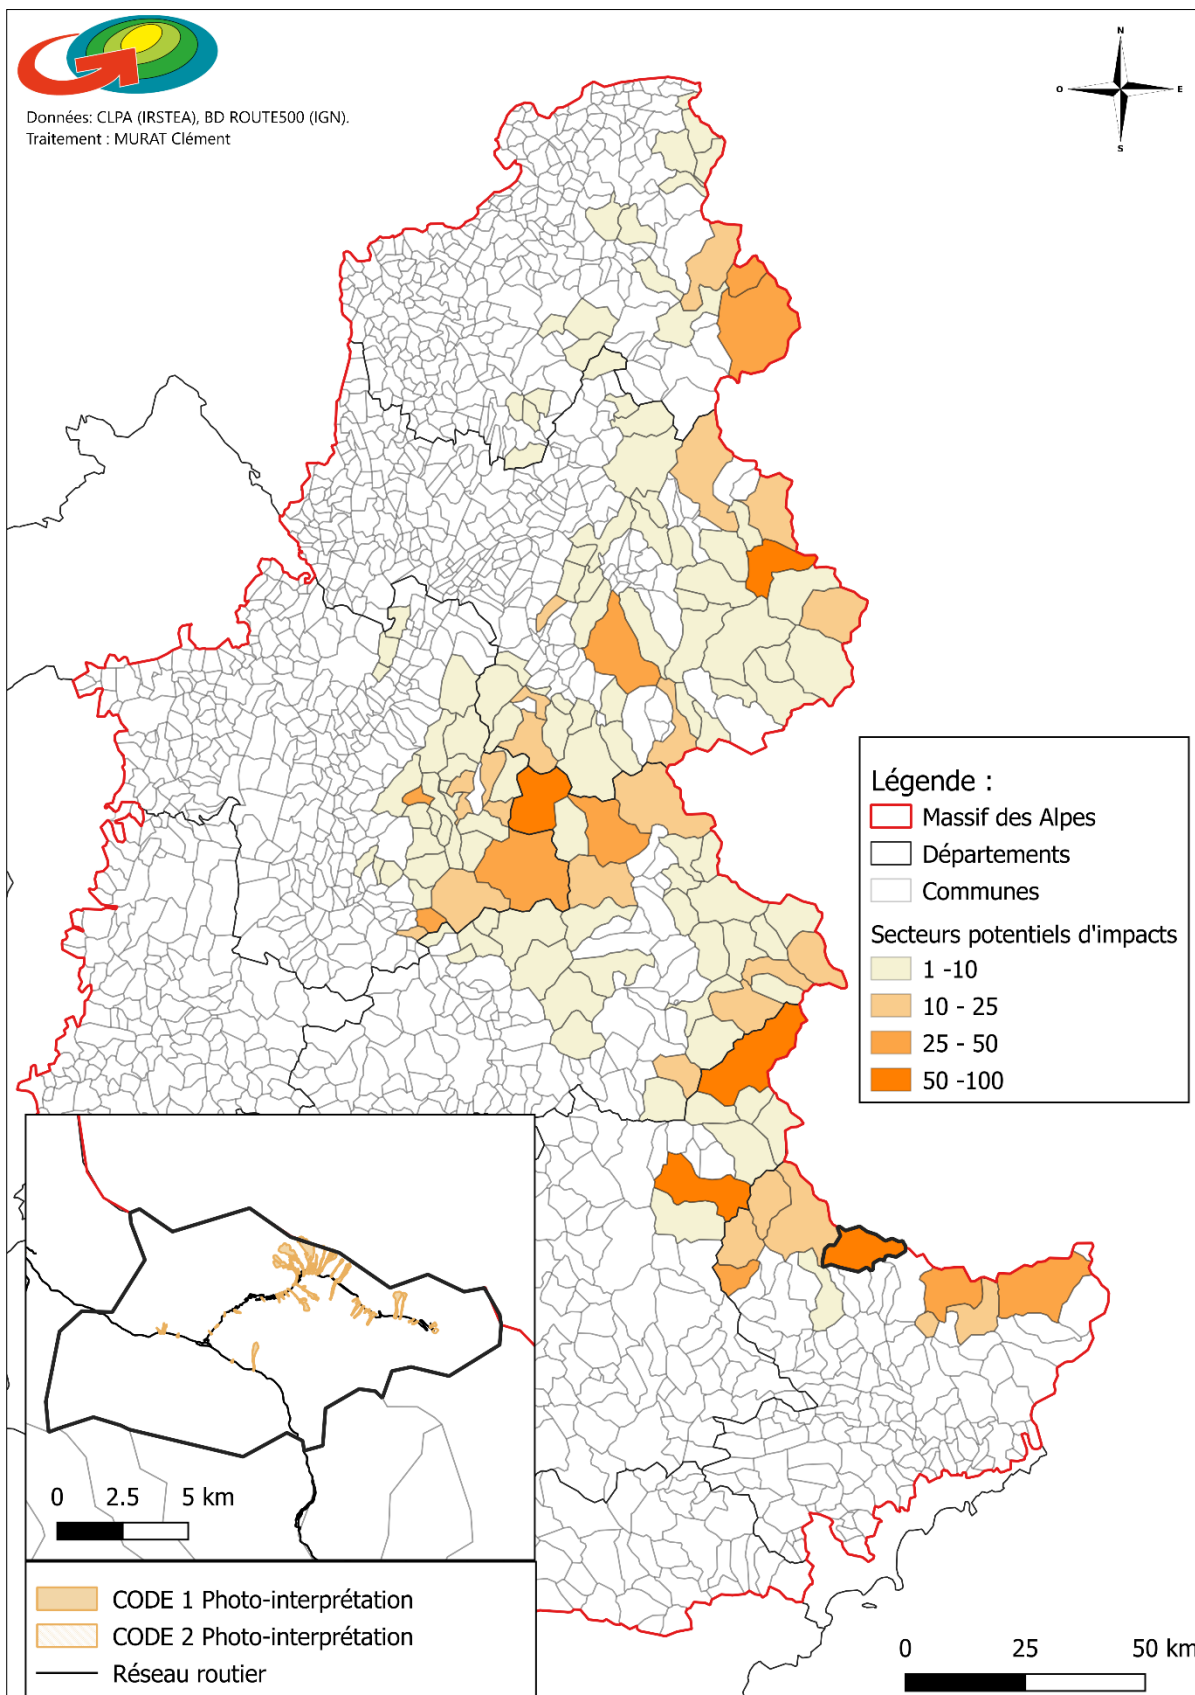 Données: CLPA (IRSTEA), BD ROUTE500 (IGN).
Traitement : MURAT Clément
N
O
E
S
Légende :
Massif des Alpes
Départements
Communes
Secteurs potentiels d'impacts
1 -10
10 - 25
25 - 50
50 -100
0 2.5 5 km
CODE 1 Photo-interprétation
CODE 2 Photo-interprétation
Réseau routier
0 25 50 km